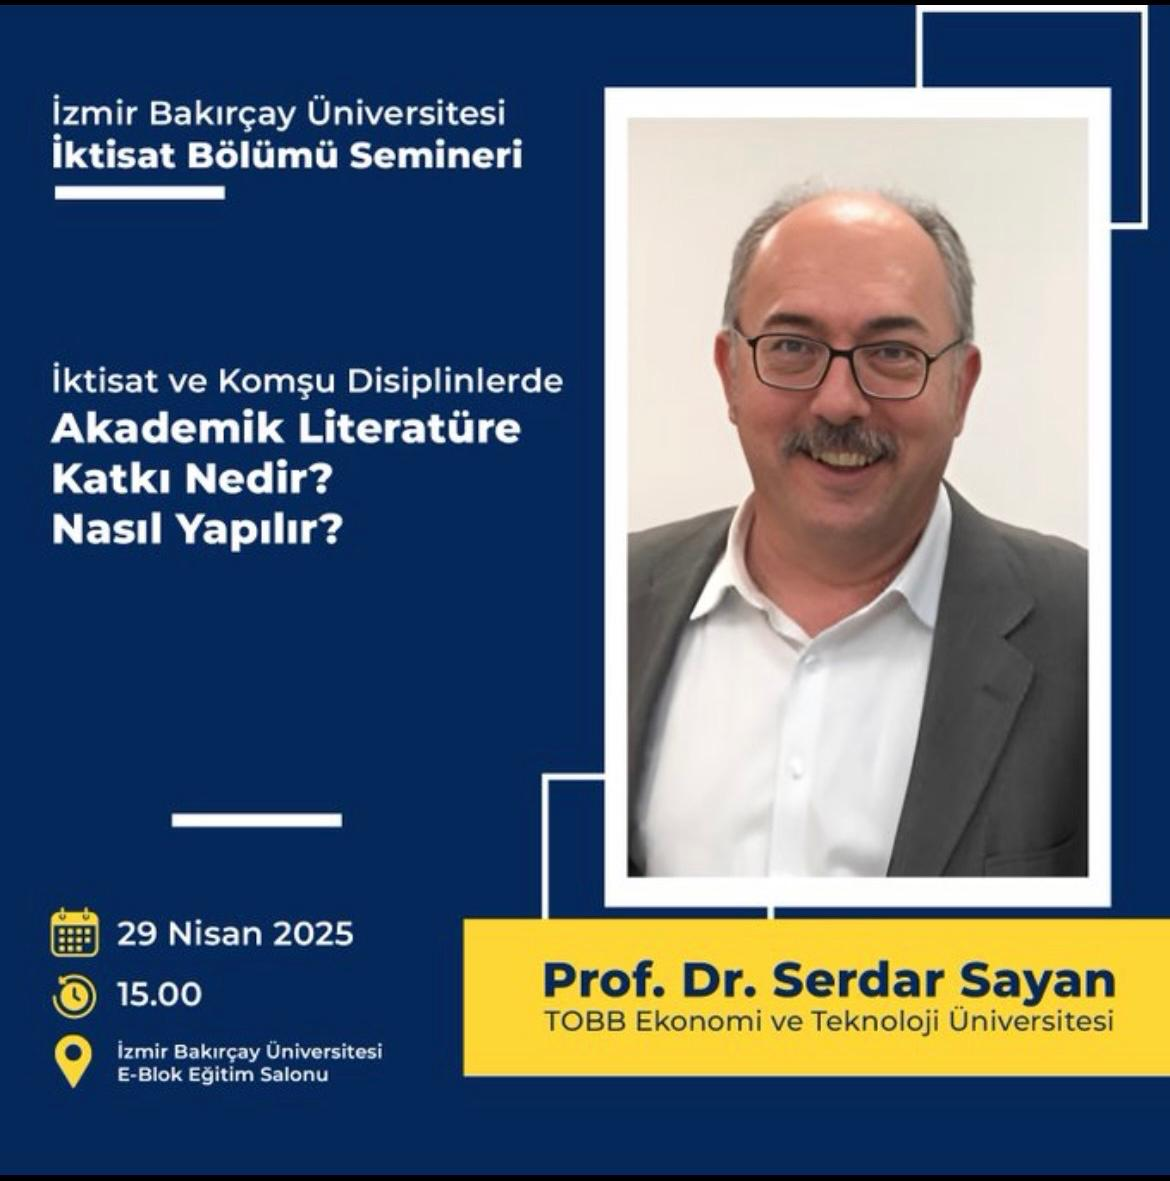 İzmir Bakırçay Üniversitesi
İktisat Bölümü Semineri
İktisat ve Komşu Disiplinlerde
Akademik Literatüre
Katkı Nedir?
Nasıl Yapılır?
29 Nisan 2025
15.00
İzmir Bakırçay Üniversitesi
E-Blok Eğitim Salonu
Prof. Dr. Serdar Sayan
TOBB Ekonomi ve Teknoloji Üniversitesi